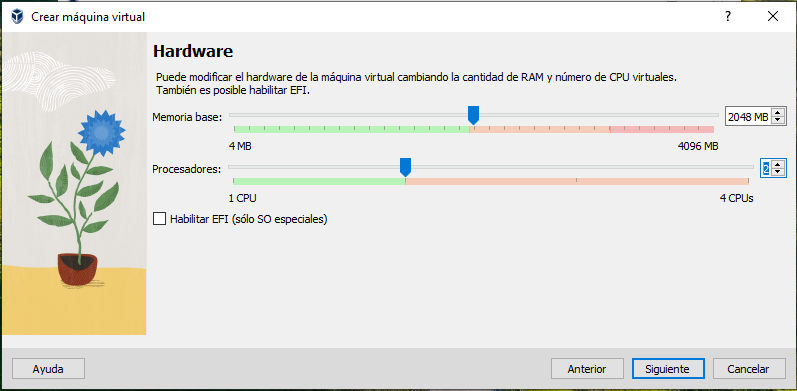 Crear máquina virtual
Hardware
Puede modificar el hardware de la máquina virtual cambiando la cantidad de RAM y número de CPU virtuales.
También es posible habilitar EFI.
Memoria base:
2048 MB
4 MB
4096 MB
Procesadores:
2
1 CPU
4 CPUs
Habilitar EFI (sólo SO especiales)
Ayuda
Anterior
Siguiente
Cancelar